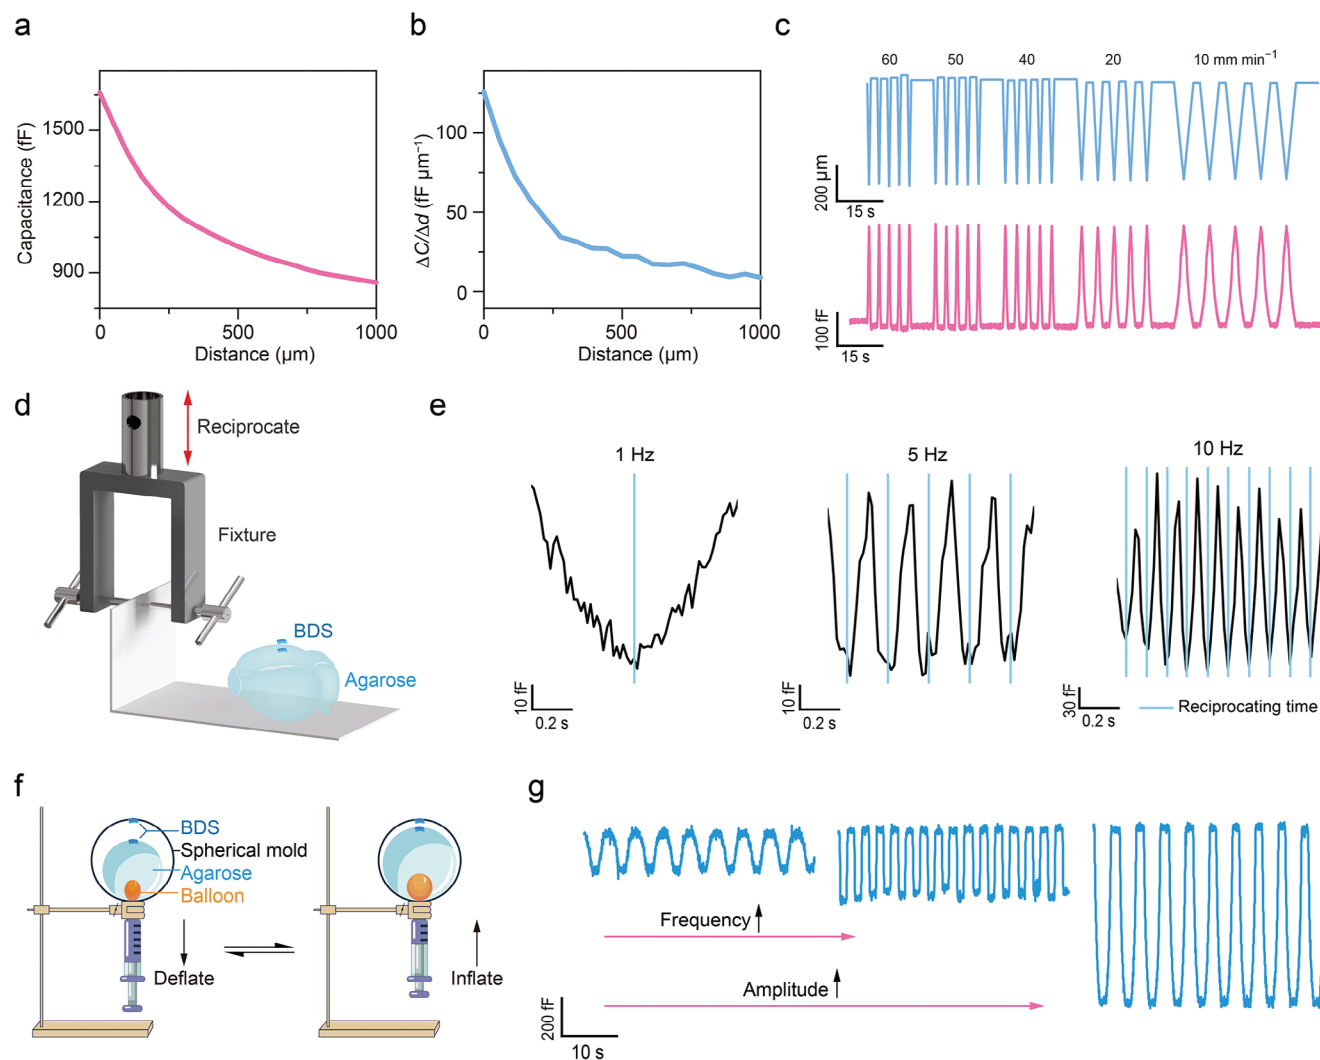 a
1500
1200
900
Capacitance (fF)
0
500
1000
Distance (µm)
b
100
50
0
ΔC/Δd (fF µm⁻¹)
0
500
1000
Distance (µm)
c
60
50
40
20
10 mm min⁻¹
200 µm
15 s
100 fF
15 s
d
Reciprocate
Fixture
BDS
Agarose
e
1 Hz
5 Hz
10 Hz
10 fF
0.2 s
10 fF
0.2 s
30 fF
0.2 s
Reciprocating time
f
BDS
Spherical mold
Agarose
Balloon
Deflate
Inflate
g
Frequency
Amplitude
200 fF
10 s